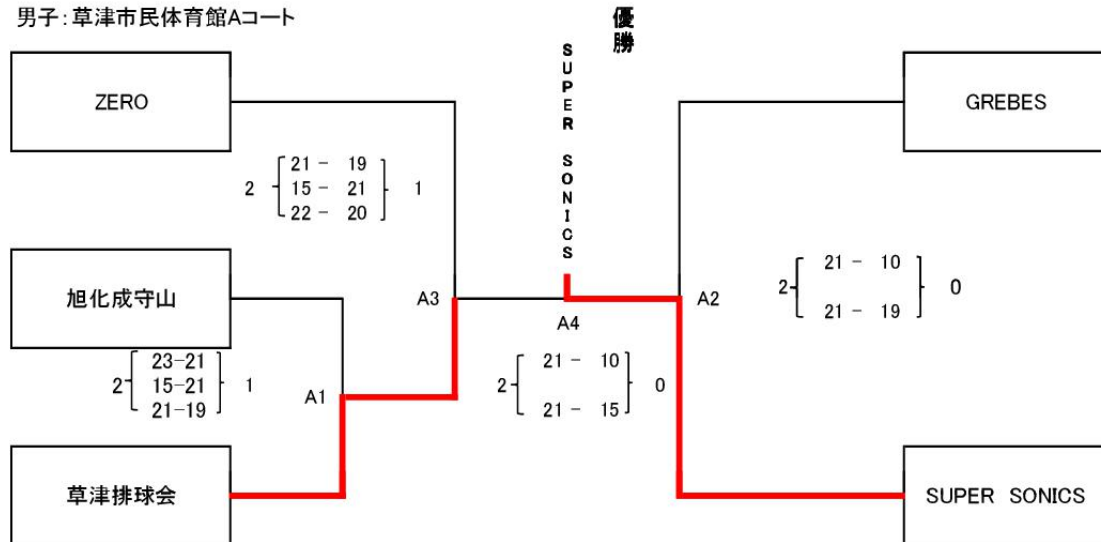 男子:草津市民体育館Aコート
優勝
SUPER SONICS
ZERO
GREBES
2 21 - 19 1
15 - 21
22 - 20
旭化成守山
A3
A2
2 21 - 10 0
21 - 19
A4
2 23-21 1
15-21
21-19
A1
2 21 - 10 0
21 - 15
草津排球会
SUPER SONICS